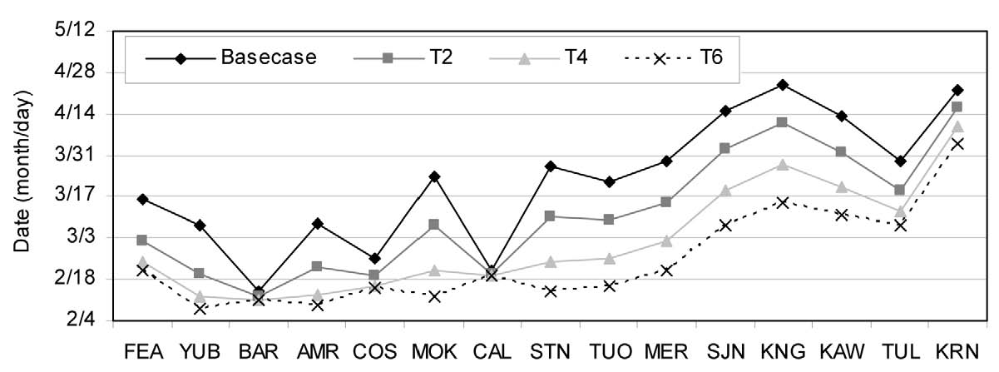 5/12
Basecase T2 T4 T6
4/28
4/14
3/31
3/17
3/3
2/18
2/4
Date (month/day)
FEA YUB BAR AMR COS MOK CAL STN TUO MER SJN KNG KAW TUL KRN